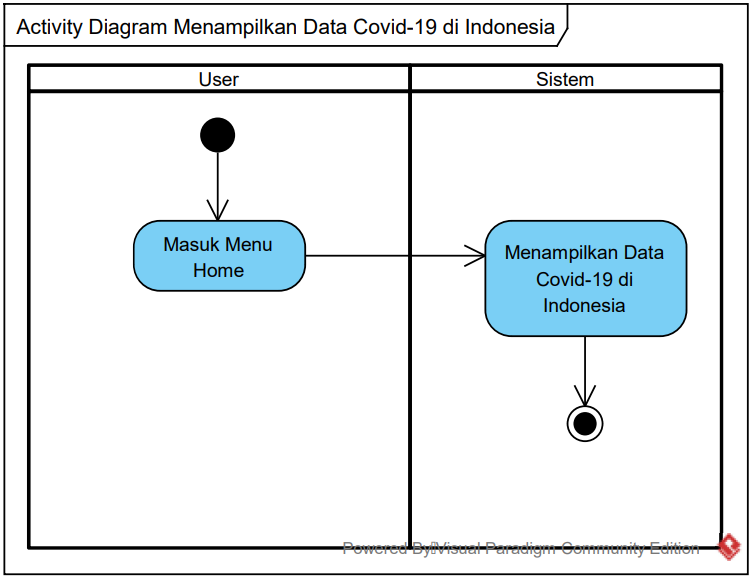 Activity Diagram Menampilkan Data Covid-19 di Indonesia
User
Sistem
Masuk Menu
Home
Menampilkan Data
Covid-19 di
Indonesia
Powered By Visual Paradigm Community Edition